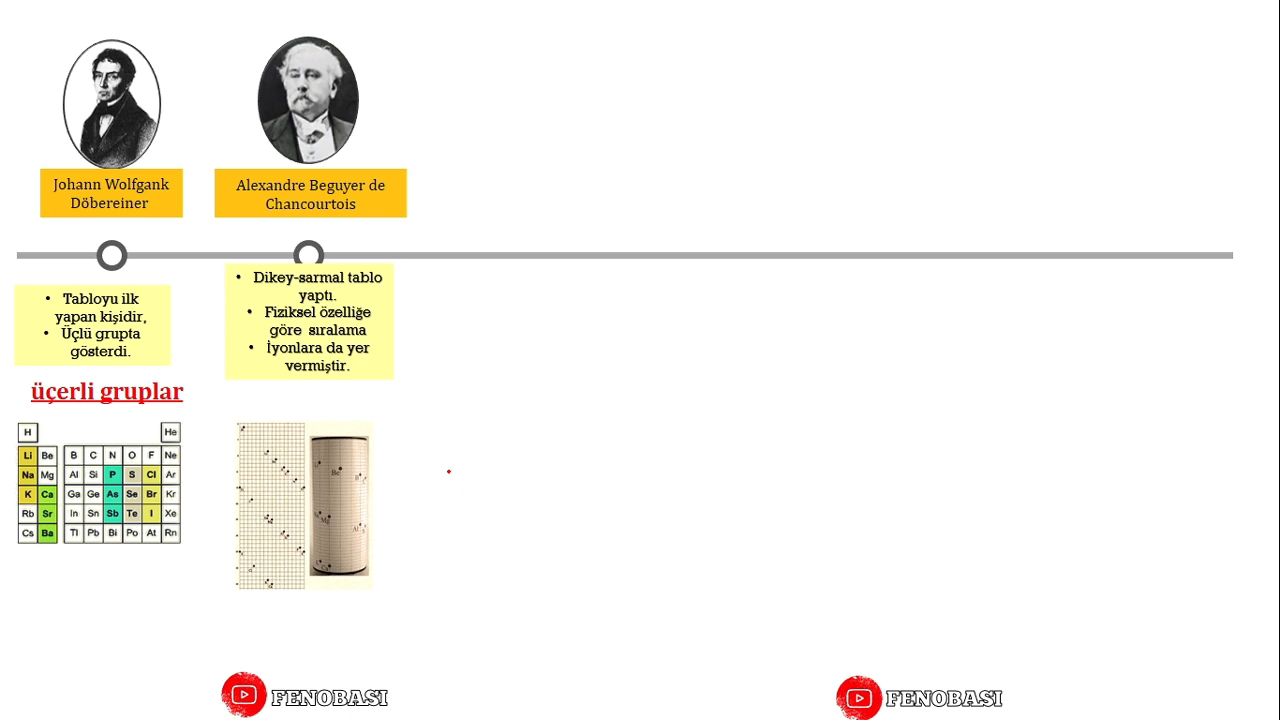 Johann Wolfgank
Döbereiner
Alexandre Beguyer de
Chancourtois
• Tabloyu ilk
yapan kişidir,
• Üçlü grupta
gösterdi.
• Dikey-sarmal tablo
yaptı.
• Fiziksel özelliğe
göre sıralama
• İyonlara da yer
vermiştir.
üçerli gruplar
H He
Li Be B C N O F Ne
Na Mg Al Si P S Cl Ar
K Ca Ga Ge As Se Br Kr
Rb Sr In Sn Sb Te I Xe
Cs Ba Tl Pb Bi Po At Rn
Be
Mg
Al
FENOBASI
FENOBASI